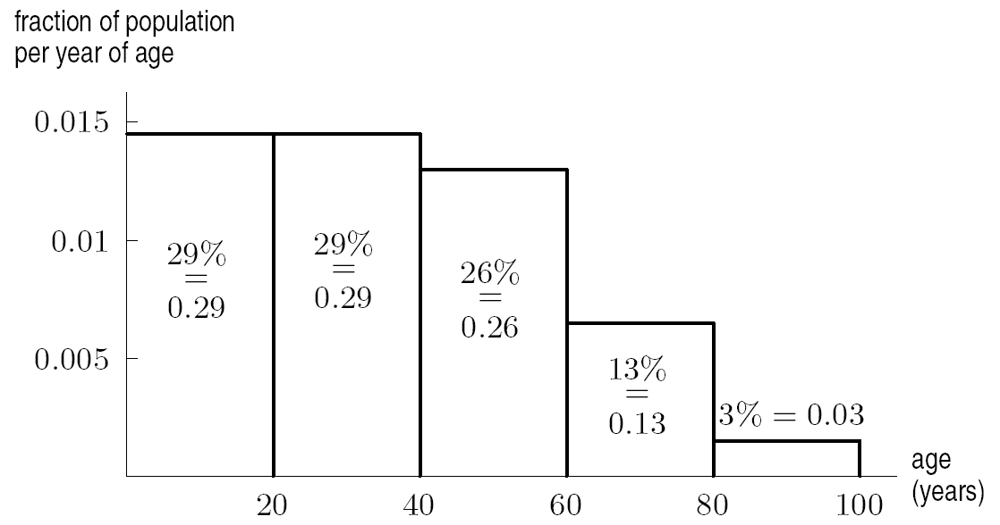 fraction of population
per year of age
0.015
0.01
0.005
29%
=
0.29
29%
=
0.29
26%
=
0.26
13%
=
0.13
3% = 0.03
20 40 60 80 100
age
(years)